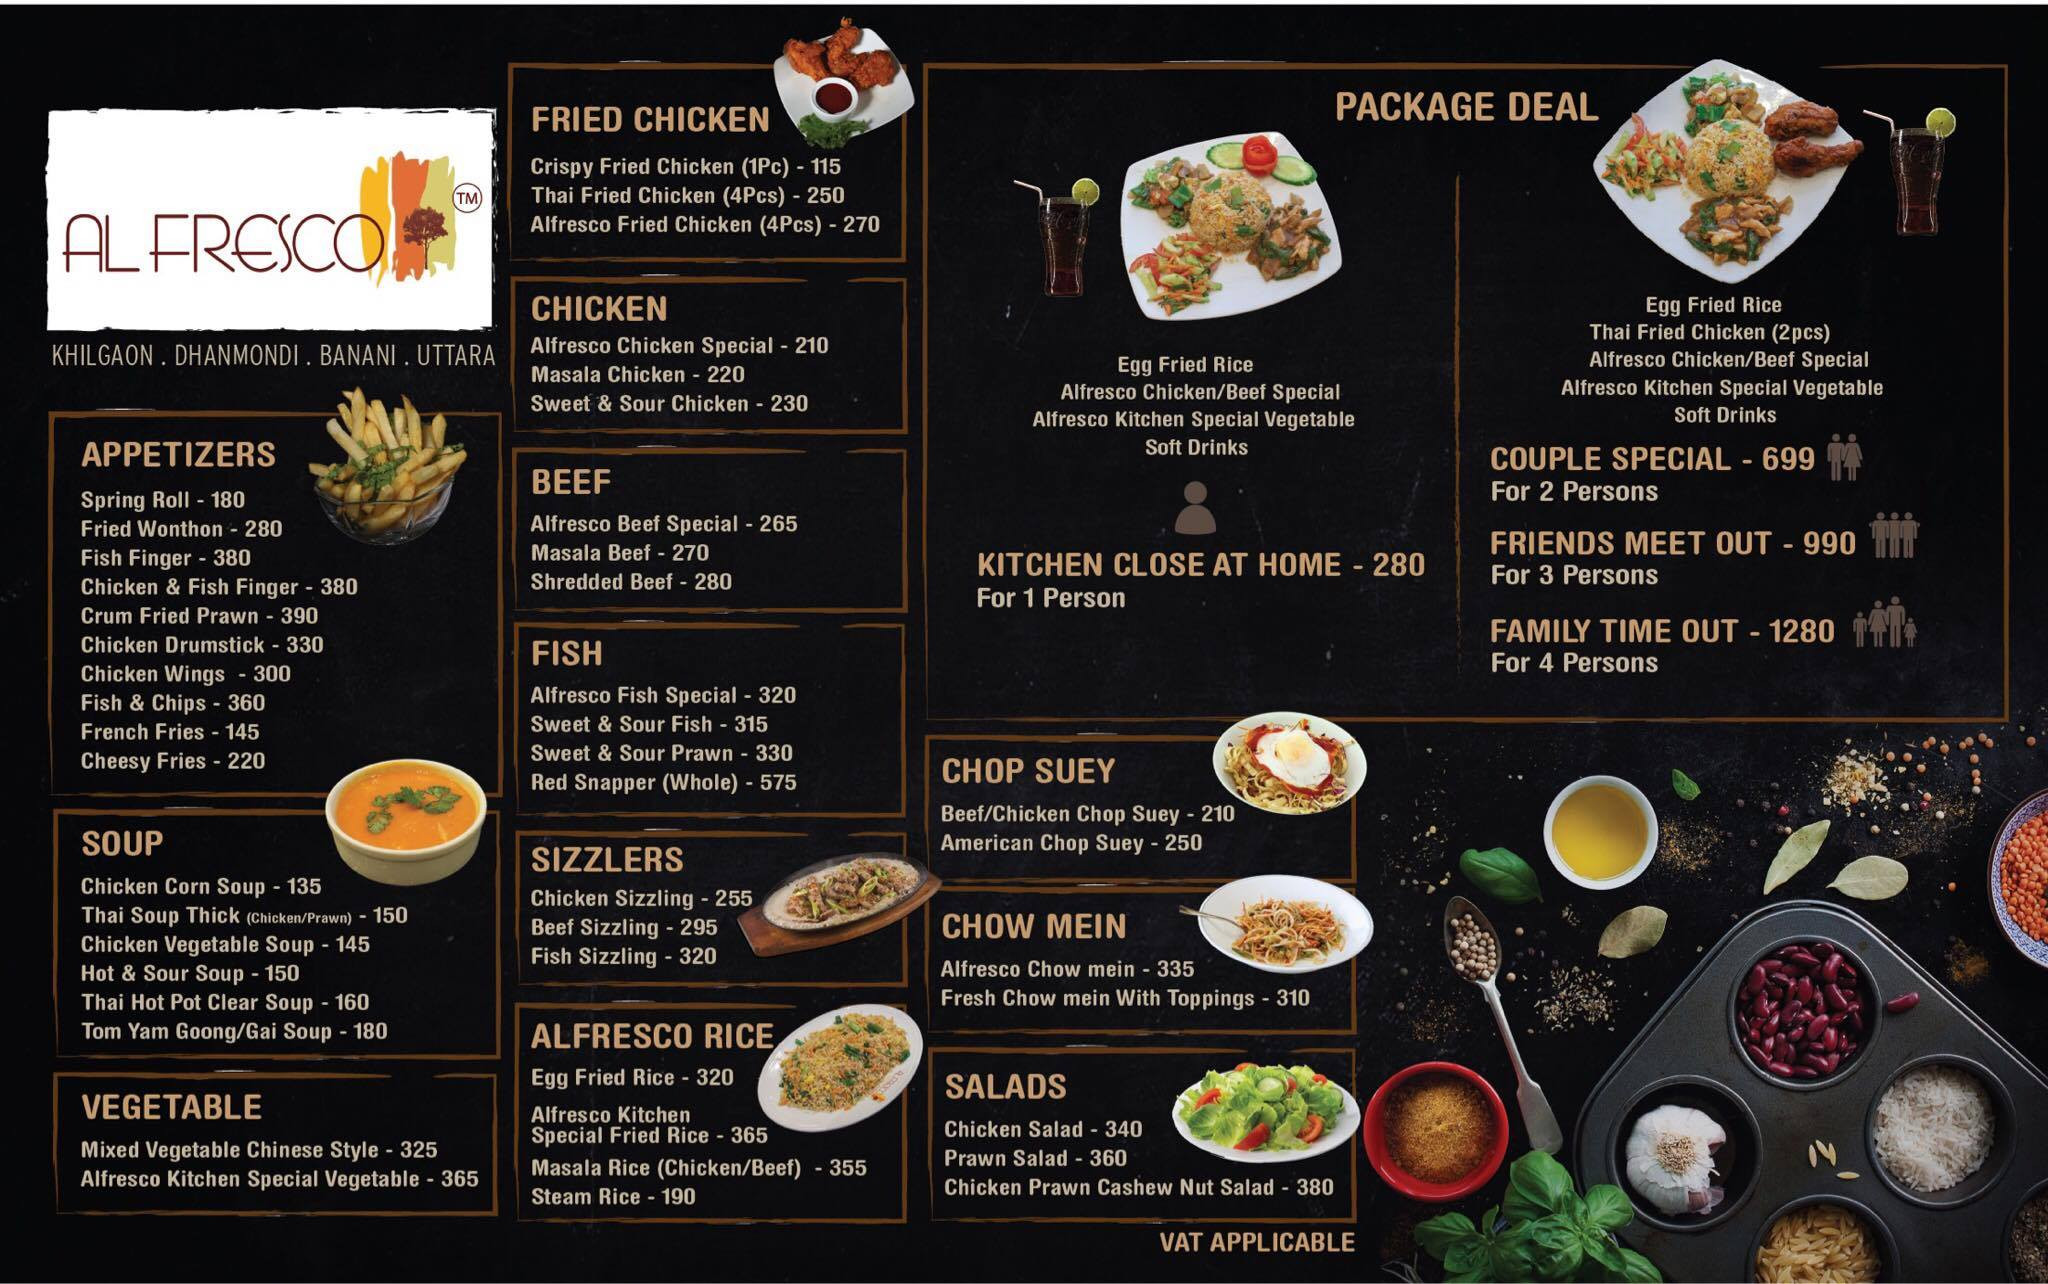 AL FRESCO
TM
KHILGAON . DHANMONDI . BANANI . UTTARA
APPETIZERS
Spring Roll - 180
Fried Wonthon - 280
Fish Finger - 380
Chicken & Fish Finger - 380
Crum Fried Prawn - 390
Chicken Drumstick - 330
Chicken Wings - 300
Fish & Chips - 360
French Fries - 145
Cheesy Fries - 220
SOUP
Chicken Corn Soup - 135
Thai Soup Thick (Chicken/Prawn) - 150
Chicken Vegetable Soup - 145
Hot & Sour Soup - 150
Thai Hot Pot Clear Soup - 160
Tom Yam Goong/Gai Soup - 180
VEGETABLE
Mixed Vegetable Chinese Style - 325
Alfresco Kitchen Special Vegetable - 365
FRIED CHICKEN
Crispy Fried Chicken (1Pc) - 115
Thai Fried Chicken (4Pcs) - 250
Alfresco Fried Chicken (4Pcs) - 270
CHICKEN
Alfresco Chicken Special - 210
Masala Chicken - 220
Sweet & Sour Chicken - 230
BEEF
Alfresco Beef Special - 265
Masala Beef - 270
Shredded Beef - 280
FISH
Alfresco Fish Special - 320
Sweet & Sour Fish - 315
Sweet & Sour Prawn - 330
Red Snapper (Whole) - 575
SIZZLERS
Chicken Sizzling - 255
Beef Sizzling - 295
Fish Sizzling - 320
ALFRESCO RICE
Egg Fried Rice - 320
Alfresco Kitchen
Special Fried Rice - 365
Masala Rice (Chicken/Beef) - 355
Steam Rice - 190
PACKAGE DEAL
Egg Fried Rice
Alfresco Chicken/Beef Special
Alfresco Kitchen Special Vegetable
Soft Drinks
KITCHEN CLOSE AT HOME - 280
For 1 Person
Egg Fried Rice
Thai Fried Chicken (2pcs)
Alfresco Chicken/Beef Special
Alfresco Kitchen Special Vegetable
Soft Drinks
COUPLE SPECIAL - 699
For 2 Persons
FRIENDS MEET OUT - 990
For 3 Persons
FAMILY TIME OUT - 1280
For 4 Persons
CHOP SUEY
Beef/Chicken Chop Suey - 210
American Chop Suey - 250
CHOW MEIN
Alfresco Chow mein - 335
Fresh Chow mein With Toppings - 310
SALADS
Chicken Salad - 340
Prawn Salad - 360
Chicken Prawn Cashew Nut Salad - 380
VAT APPLICABLE